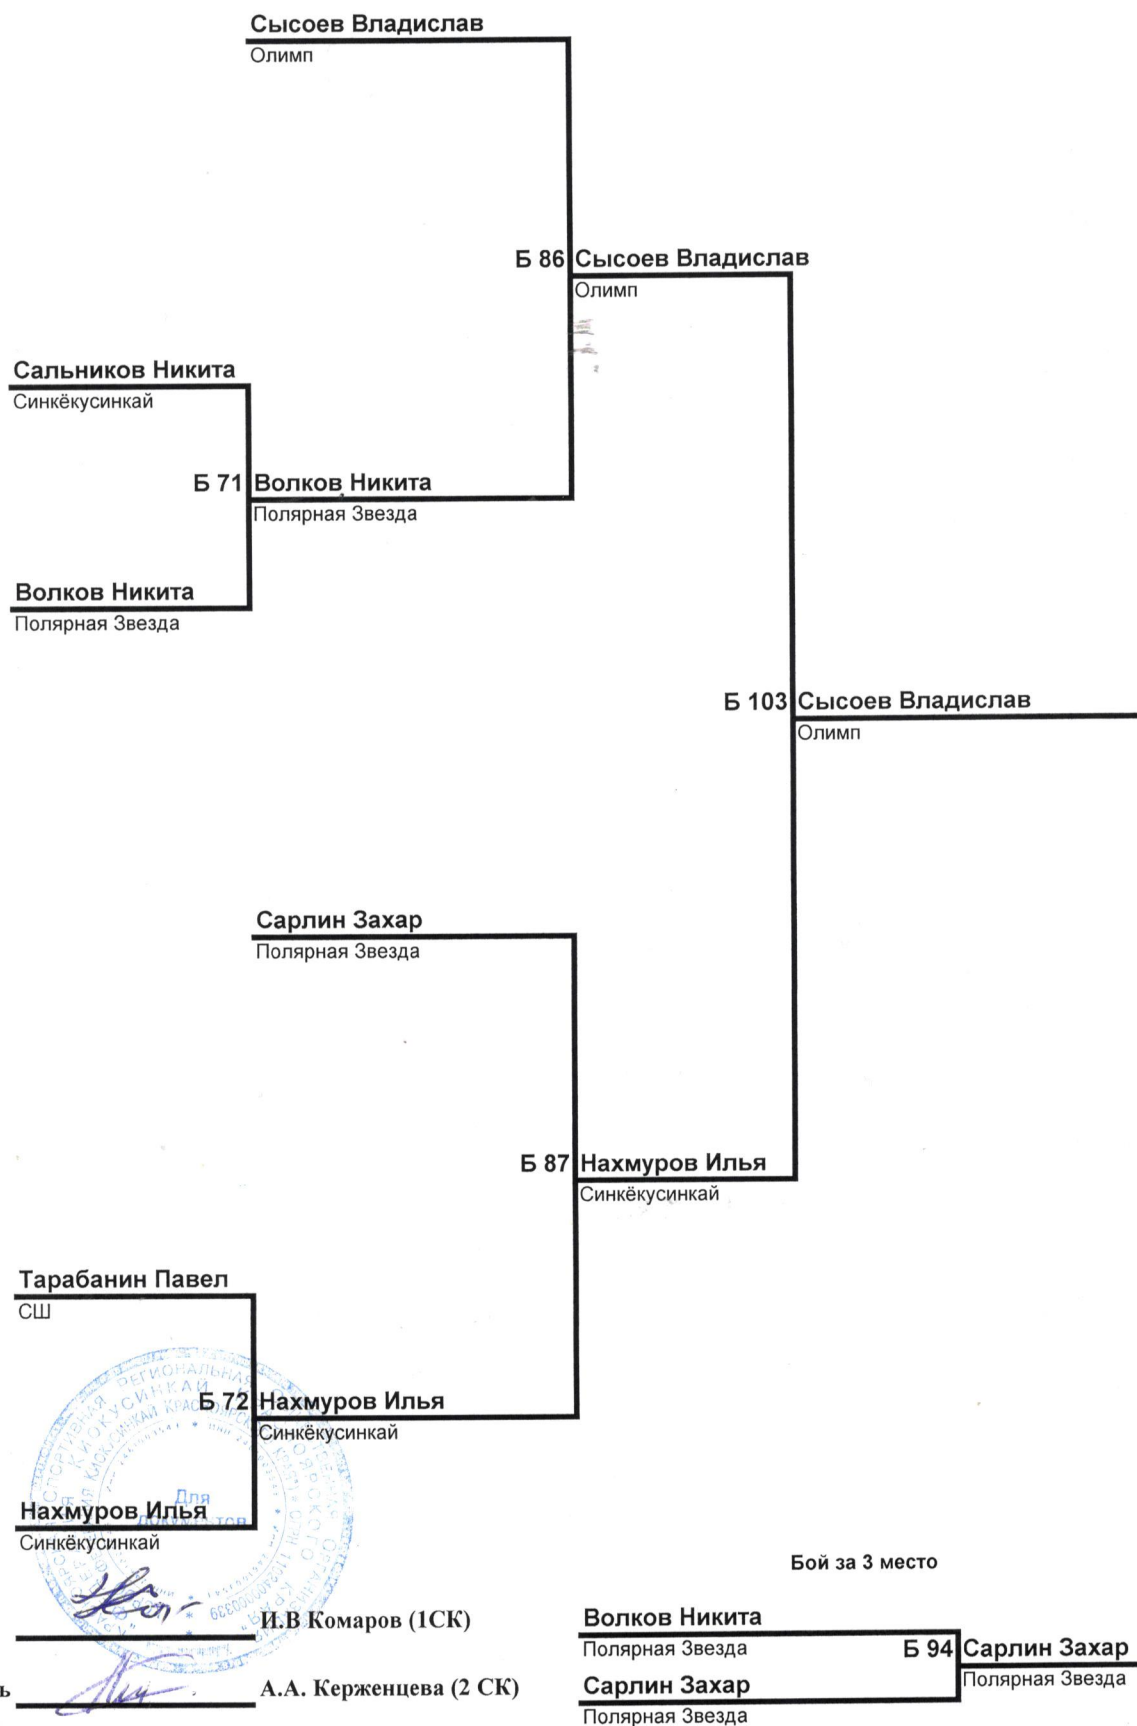 Сысоев Владислав
Олимп
Б 86 Сысоев Владислав
Олимп
Сальников Никита
Синкёкусинкай
Б 71 Волков Никита
Полярная Звезда
Волков Никита
Полярная Звезда
Б 103 Сысоев Владислав
Олимп
Сарлин Захар
Полярная Звезда
Б 87 Нахмуров Илья
Синкёкусинкай
Тарабанин Павел
СШ
Б 72 Нахмуров Илья
Синкёкусинкай
Для
Нахмуров Илья
Синкёкусинкай
Бой за 3 место
И.В Комаров (1СК)
Волков Никита
Полярная Звезда
Б 94 Сарлин Захар
Полярная Звезда
ь
А.А. Керженцева (2 СК)
Сарлин Захар
Полярная Звезда